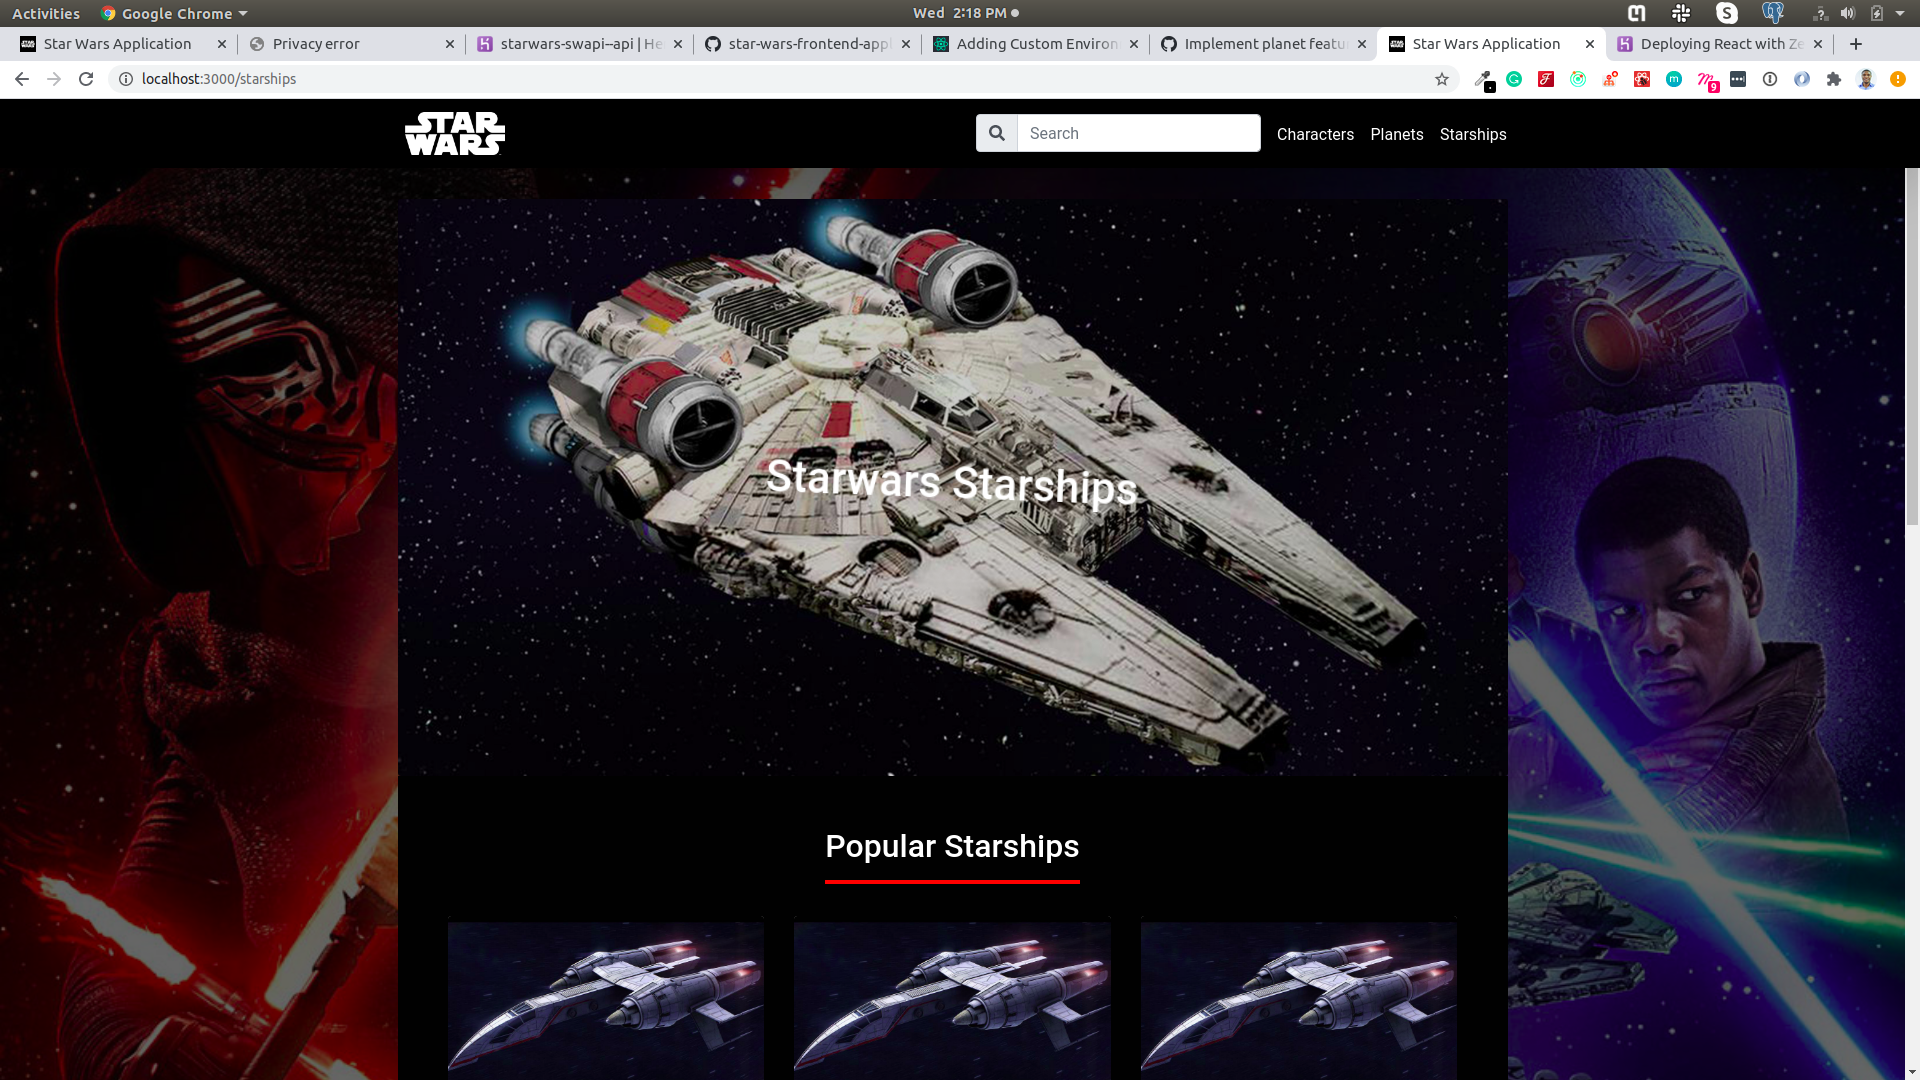 Activities Google Chrome Wed 2:18 PM
Star Wars Application
Privacy error
starwars-swapi--api | He
star-wars-frontend-appl
Adding Custom Environ
Implement planet featu
Star Wars Application
Deploying React with Ze
localhost:3000/starships
9
STAR WARS
Search
Characters Planets Starships
Starwars Starships
Popular Starships